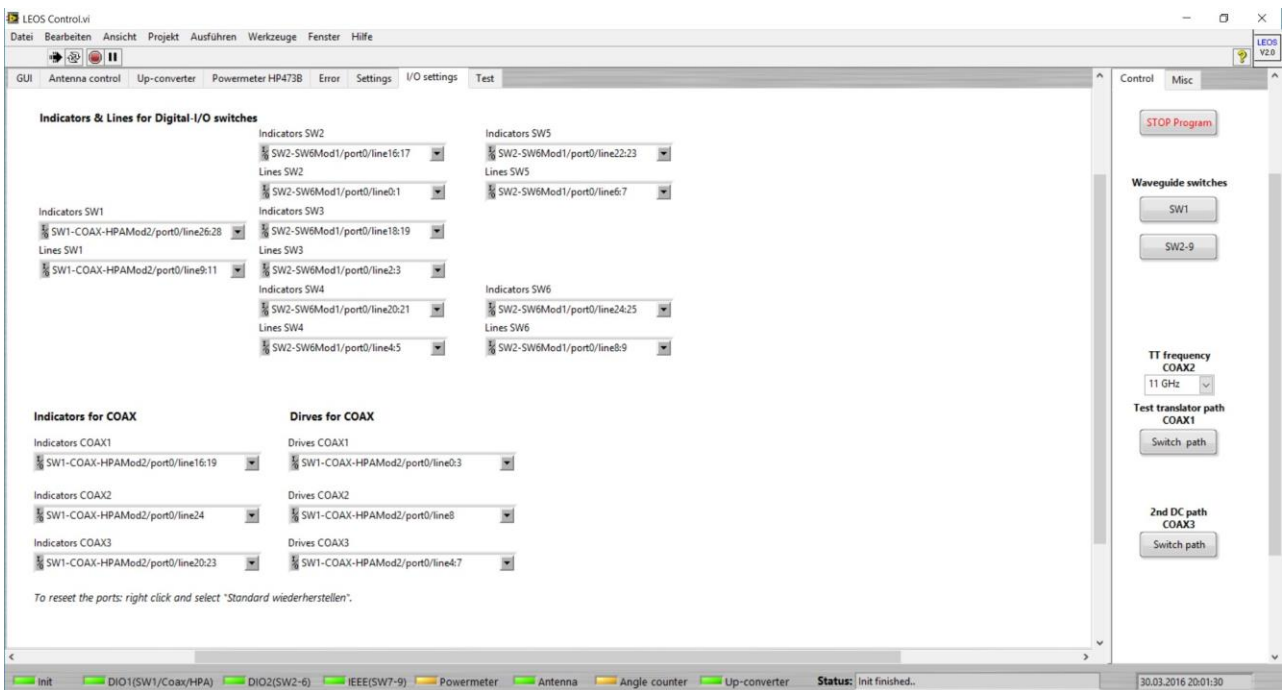 LEOS Control.vi
Datei Bearbeiten Ansicht Projekt Ausführen Werkzeuge Fenster Hilfe
LEOS
V2.0
GUI Antenna control Up-converter Powermeter HP473B Error Settings I/O settings Test
Control Misc
Indicators & Lines for Digital-I/O switches
Indicators SW2 Indicators SW5
SW2-SW6Mod1/port0/line16:17 SW2-SW6Mod1/port0/line22:23
Lines SW2 Lines SW5
SW2-SW6Mod1/port0/line0:1 SW2-SW6Mod1/port0/line6:7
Indicators SW1 Indicators SW3
SW1-COAX-HPAMod2/port0/line26:28 SW2-SW6Mod1/port0/line18:19
Lines SW1 Lines SW3
SW1-COAX-HPAMod2/port0/line9:11 SW2-SW6Mod1/port0/line2:3
Indicators SW4 Indicators SW6
SW2-SW6Mod1/port0/line20:21 SW2-SW6Mod1/port0/line24:25
Lines SW4 Lines SW6
SW2-SW6Mod1/port0/line4:5 SW2-SW6Mod1/port0/line8:9
Indicators for COAX Dirves for COAX
Indicators COAX1 Drives COAX1
SW1-COAX-HPAMod2/port0/line16:19 SW1-COAX-HPAMod2/port0/line0:3
Indicators COAX2 Drives COAX2
SW1-COAX-HPAMod2/port0/line24 SW1-COAX-HPAMod2/port0/line8
Indicators COAX3 Drives COAX3
SW1-COAX-HPAMod2/port0/line20:23 SW1-COAX-HPAMod2/port0/line4:7
To reseet the ports: right click and select "Standard wiederherstellen".
STOP Program
Waveguide switches
SW1
SW2-9
TT frequency
COAX2
11 GHz
Test translator path
COAX1
Switch path
2nd DC path
COAX3
Switch path
Init DIO1(SW1/Coax/HPA) DIO2(SW2-6) IEEE(SW7-9) Powermeter Antenna Angle counter Up-converter Status: Init finished.. 30.03.2016 20:01:30